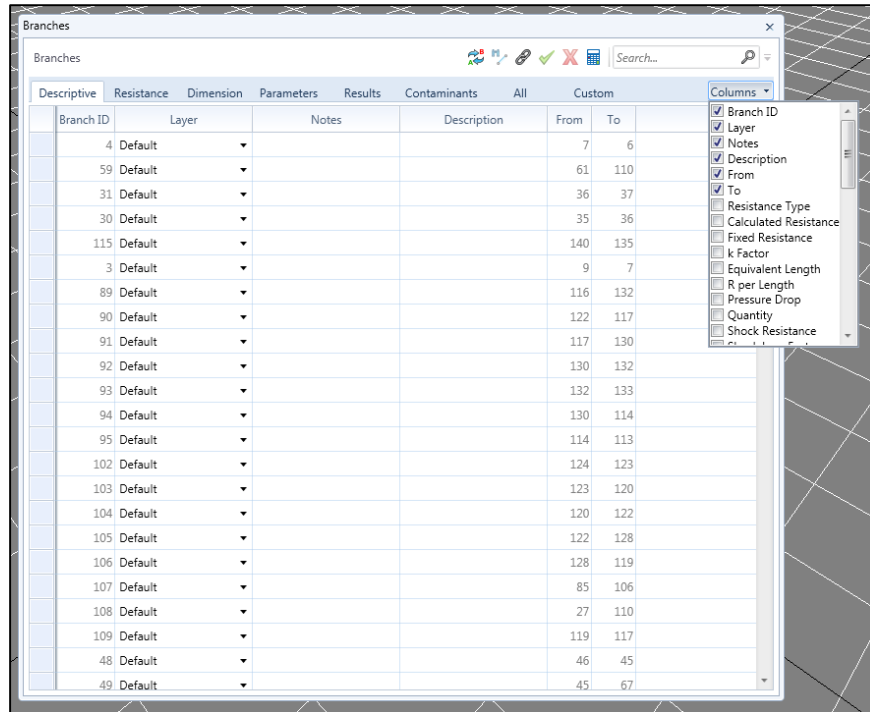 Branches
Branches
Search...
Descriptive Resistance Dimension Parameters Results Contaminants All Custom Columns
Branch ID Layer Notes Description From To
4 Default 7 6
59 Default 61 110
31 Default 36 37
30 Default 35 36
115 Default 140 135
3 Default 9 7
89 Default 116 132
90 Default 122 117
91 Default 117 130
92 Default 130 132
93 Default 132 133
94 Default 130 114
95 Default 114 113
102 Default 124 123
103 Default 123 120
104 Default 120 122
105 Default 122 128
106 Default 128 119
107 Default 85 106
108 Default 27 110
109 Default 119 117
48 Default 46 45
49 Default 45 67
Branch ID
Layer
Notes
Description
From
To
Resistance Type
Calculated Resistance
Fixed Resistance
k Factor
Equivalent Length
R per Length
Pressure Drop
Quantity
Shock Resistance